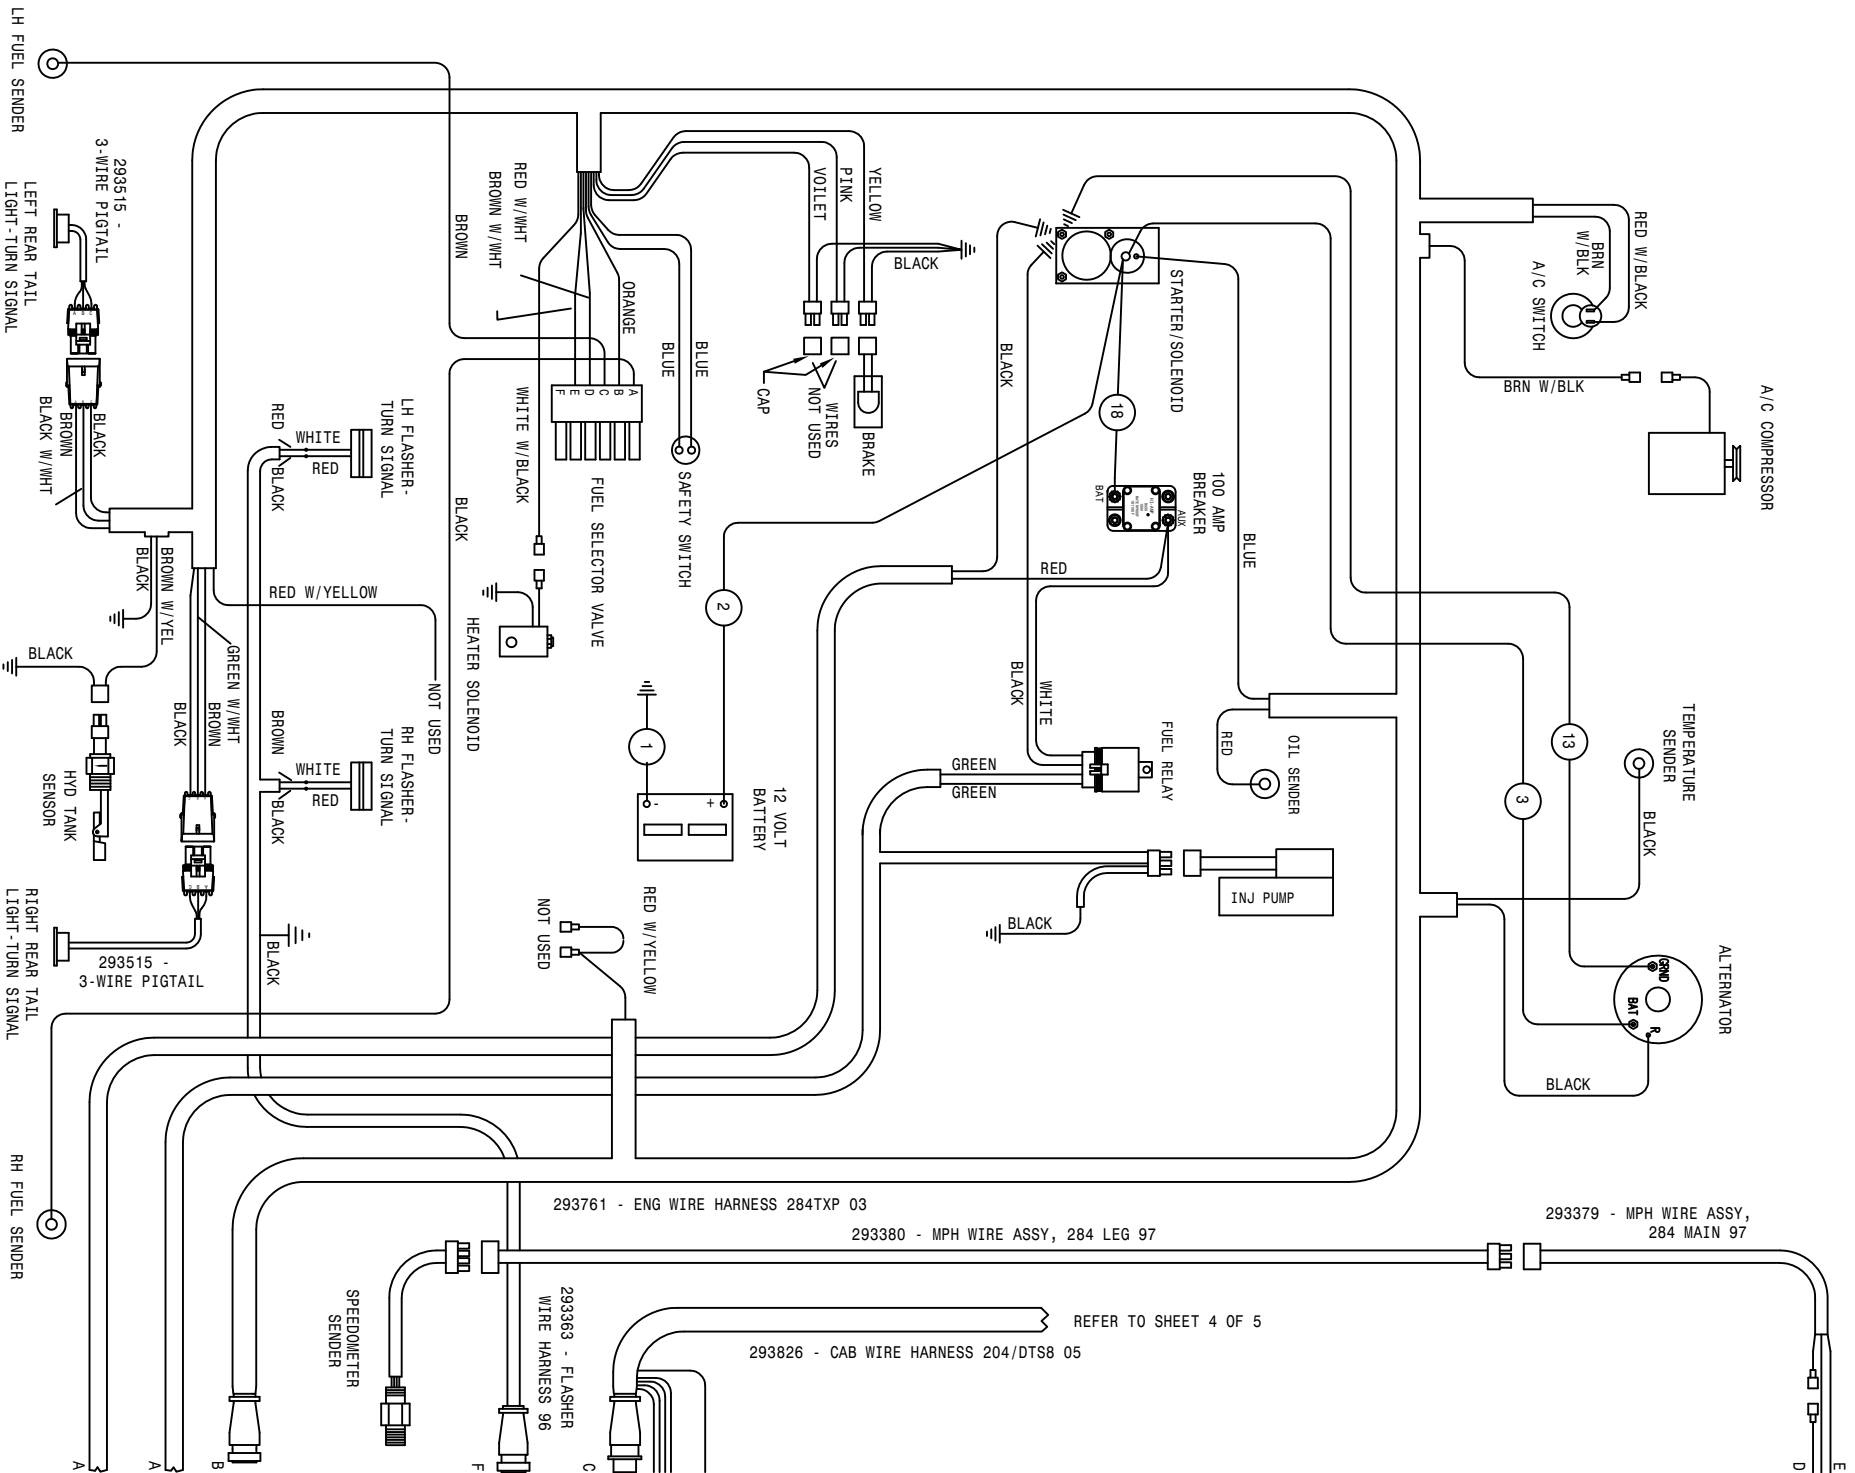 LH FUEL SENDER
293515 -
3-WIRE PIGTAIL
LEFT REAR TAIL
LIGHT-TURN SIGNAL
BLACK
BROWN
BLACK W/WHT
BROWN
RED W/WHT
BROWN W/WHT
ORANGE
BLUE
BLUE
SAFETY SWITCH
A
B
C
D
E
F
FUEL SELECTOR VALVE
WHITE W/BLACK
HEATER SOLENOID
BLACK
YELLOW
PINK
VOILET
BLACK
CAP
WIRES
NOT USED
BRAKE
STARTER/SOLENOID
BLACK
18
100 AMP
BREAKER
BAT
AUX
BLUE
RED
WHITE
BLACK
2
1
12 VOLT
BATTERY
-
+
RED W/BLACK
BRN
W/BLK
A/C SWITCH
BRN W/BLK
A/C COMPRESSOR
LH FLASHER-
TURN SIGNAL
RED
WHITE
RED
BLACK
BROWN W/YEL
BLACK
RED W/YELLOW
NOT USED
GREEN W/WHT
BROWN
BLACK
BLACK
HYD TANK
SENSOR
RH FLASHER-
TURN SIGNAL
BROWN
WHITE
RED
BLACK
BLACK
293515 -
3-WIRE PIGTAIL
RIGHT REAR TAIL
LIGHT-TURN SIGNAL
RH FUEL SENDER
FUEL RELAY
GREEN
GREEN
RED
OIL SENDER
INJ PUMP
BLACK
RED W/YELLOW
NOT USED
13
3
TEMPERATURE
SENDER
BLACK
ALTERNATOR
GRND
BAT
R
BLACK
293761 - ENG WIRE HARNESS 284TXP 03
293380 - MPH WIRE ASSY, 284 LEG 97
293379 - MPH WIRE ASSY,
284 MAIN 97
SPEEDOMETER
SENDER
293363 - FLASHER
WIRE HARNESS 96
REFER TO SHEET 4 OF 5
293826 - CAB WIRE HARNESS 204/DTS8 05
A
A
B
F
C
D
E